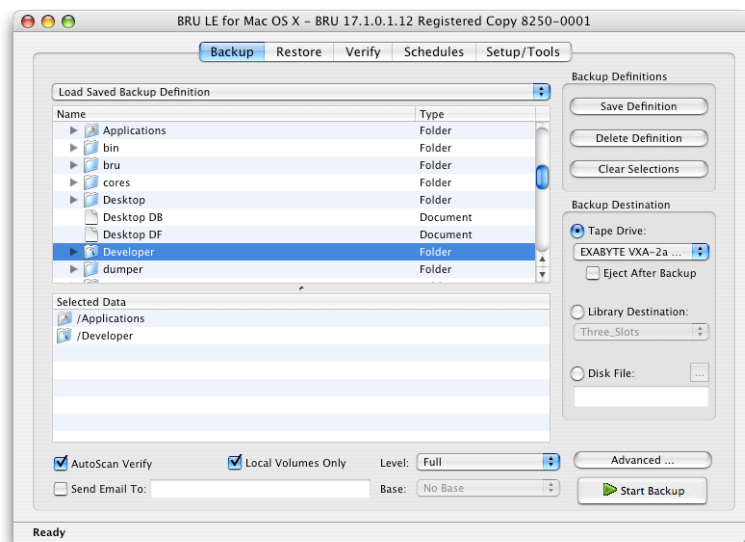 BRU LE for Mac OS X – BRU 17.1.0.1.12 Registered Copy 8250-0001
Backup Restore Verify Schedules Setup/Tools
Load Saved Backup Definition
Name Type
Applications Folder
bin Folder
bru Folder
cores Folder
Desktop Folder
Desktop DB Document
Desktop DF Document
Developer Folder
dumper Folder
Selected Data
/Applications
/Developer
Backup Definitions
Save Definition
Delete Definition
Clear Selections
Backup Destination
Tape Drive:
EXABYTE VXA-2a ...
Eject After Backup
Library Destination:
Three_Slots
Disk File:
...
AutoScan Verify Local Volumes Only Level: Full Advanced ...
Send Email To: Base: No Base Start Backup
Ready